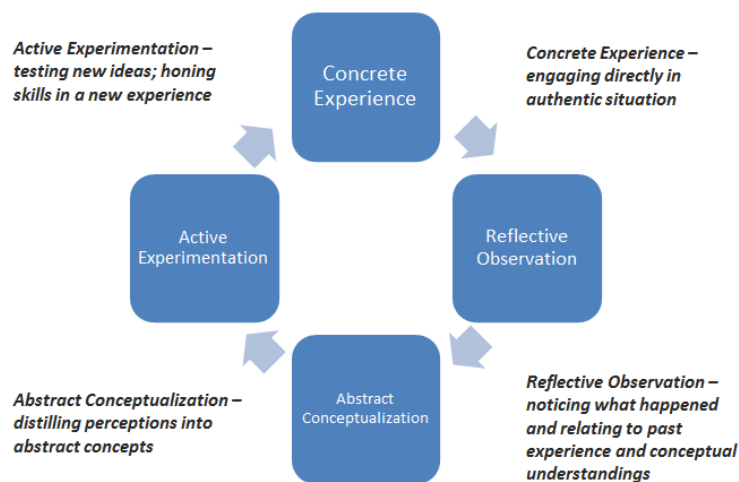 Active Experimentation –
testing new ideas; honing
skills in a new experience
Concrete
Experience
Concrete Experience –
engaging directly in
authentic situation
Active
Experimentation
Reflective
Observation
Abstract
Conceptualization
Abstract Conceptualization –
distilling perceptions into
abstract concepts
Reflective Observation –
noticing what happened
and relating to past
experience and conceptual
understandings